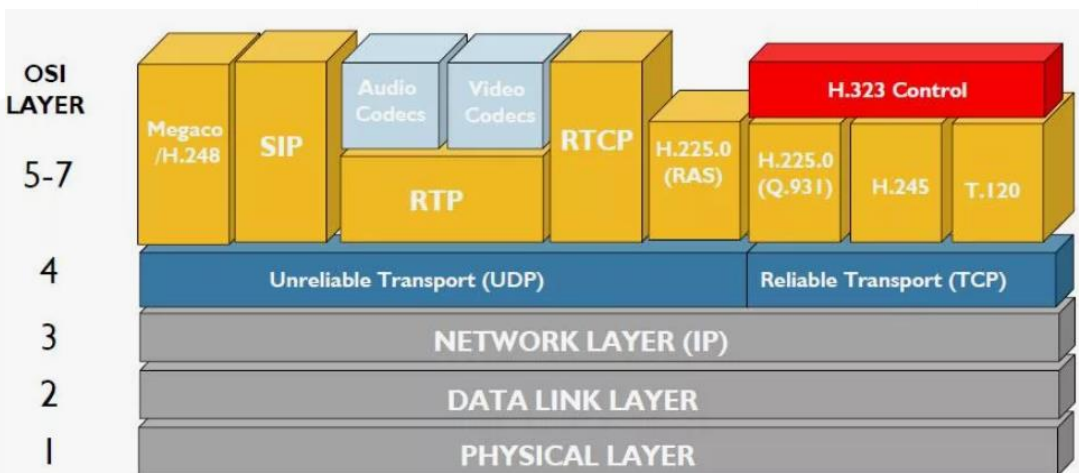 OSI
LAYER
5-7
4
3
2
1
Megaco
/H.248
SIP
Audio
Codecs
Video
Codecs
RTP
RTCP
H.225.0
(RAS)
H.323 Control
H.225.0
(Q.931)
H.245
T.120
Unreliable Transport (UDP)
Reliable Transport (TCP)
NETWORK LAYER (IP)
DATA LINK LAYER
PHYSICAL LAYER